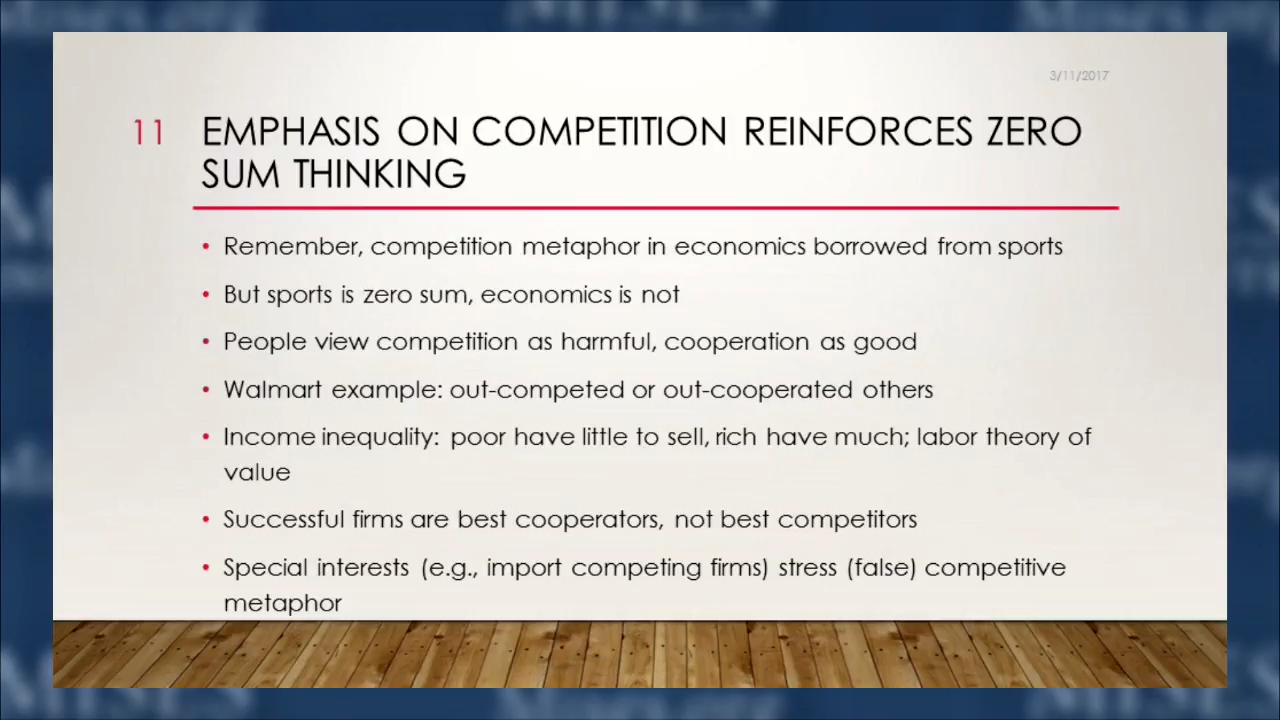 MISES
Mises.org
3/11/2017
11 EMPHASIS ON COMPETITION REINFORCES ZERO
SUM THINKING
• Remember, competition metaphor in economics borrowed from sports
• But sports is zero sum, economics is not
• People view competition as harmful, cooperation as good
• Walmart example: out-competed or out-cooperated others
• Income inequality: poor have little to sell, rich have much; labor theory of
value
• Successful firms are best cooperators, not best competitors
• Special interests (e.g., import competing firms) stress (false) competitive
metaphor